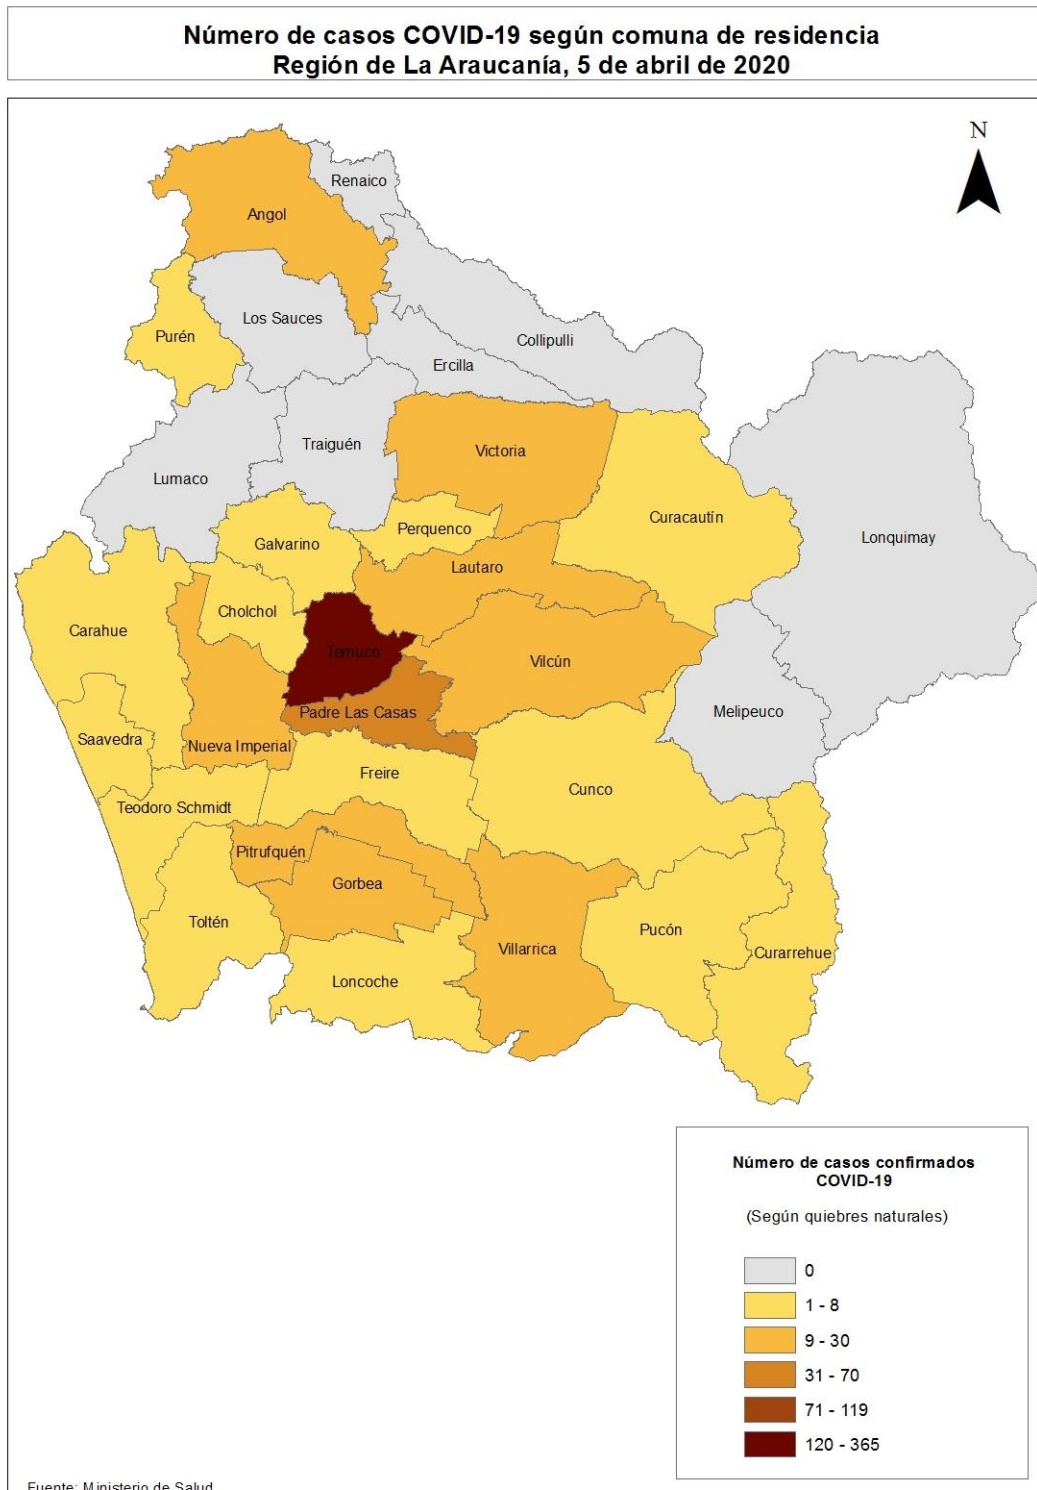 Número de casos COVID-19 según comuna de residencia
Región de La Araucanía, 5 de abril de 2020
N
Renaico
Angol
Los Sauces
Purén
Collipulli
Ercilla
Traiguén
Victoria
Lumaco
Curacautín
Perquenco
Lonquimay
Galvarino
Lautaro
Cholchol
Carahue
Temuco
Vilcún
Padre Las Casas
Melipeuco
Saavedra
Nueva Imperial
Freire
Cunco
Teodoro Schmidt
Pitrufquén
Gorbea
Toltén
Pucón
Villarrica
Curarrehue
Loncoche
Número de casos confirmados
COVID-19
(Según quiebres naturales)
0
1 - 8
9 - 30
31 - 70
71 - 119
120 - 365
Fuente: Ministerio de Salud